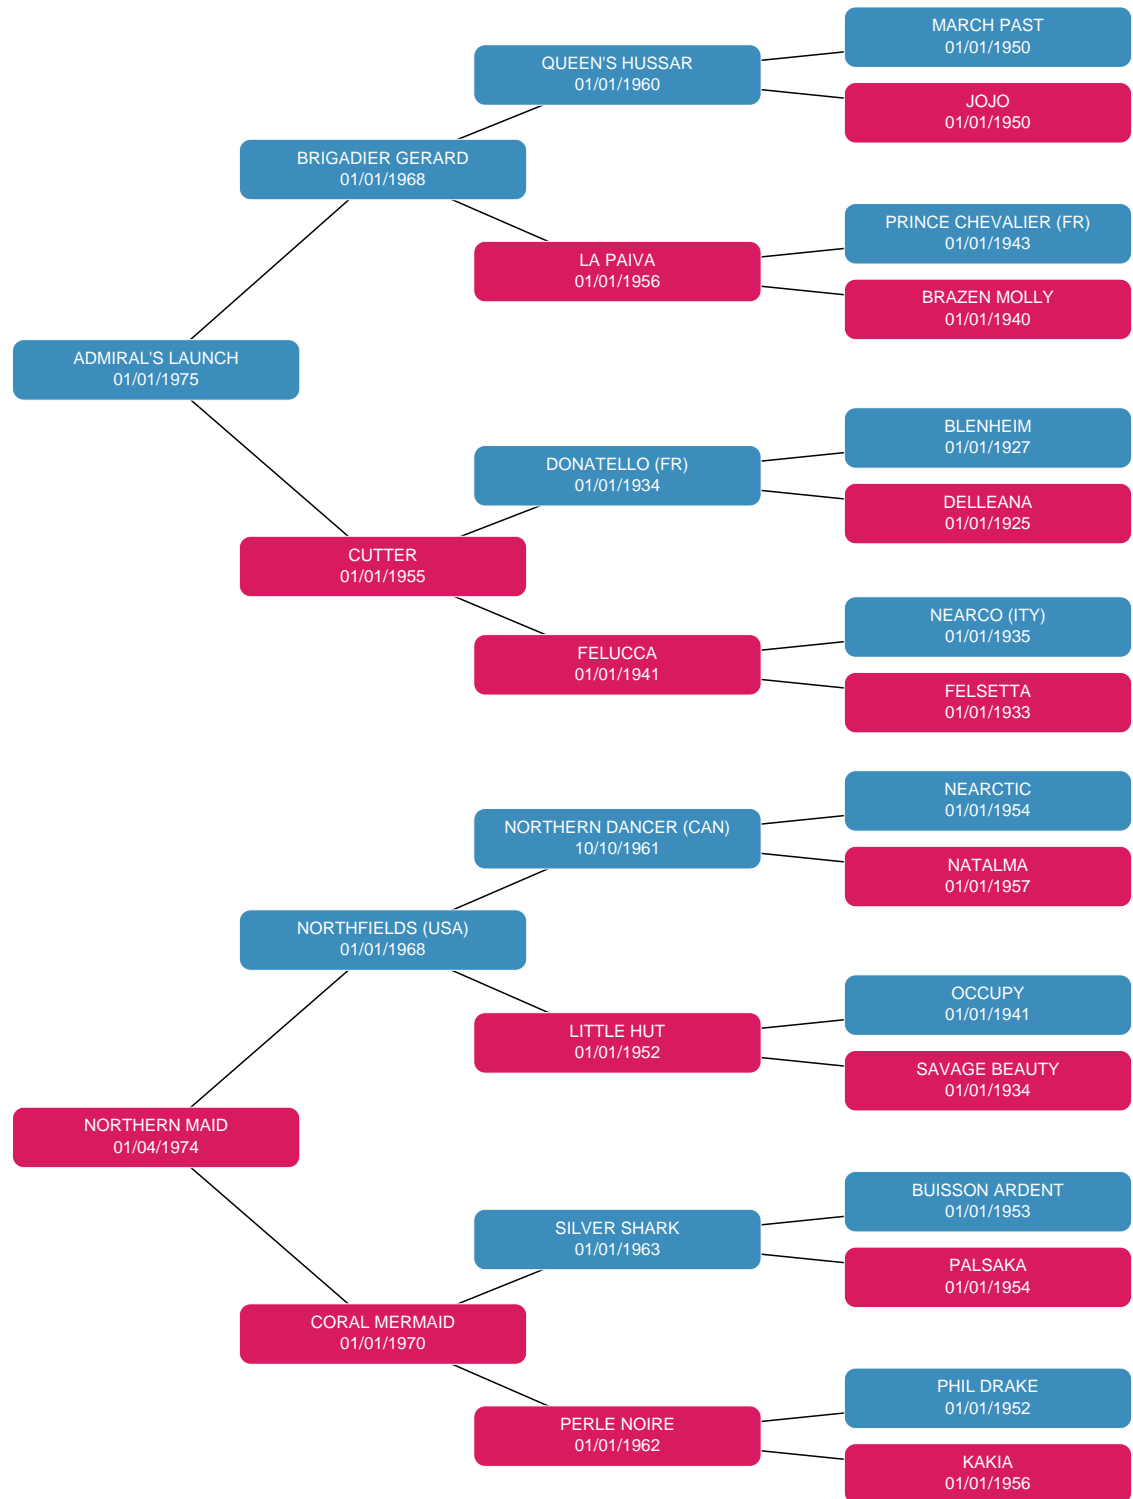 MARCH PAST
01/01/1950
QUEEN'S HUSSAR
01/01/1960
JOJO
01/01/1950
BRIGADIER GERARD
01/01/1968
PRINCE CHEVALIER (FR)
01/01/1943
LA PAIVA
01/01/1956
BRAZEN MOLLY
01/01/1940
ADMIRAL'S LAUNCH
01/01/1975
BLENHEIM
01/01/1927
DONATELLO (FR)
01/01/1934
DELLEANA
01/01/1925
CUTTER
01/01/1955
NEARCO (ITY)
01/01/1935
FELUCCA
01/01/1941
FELSETTA
01/01/1933
NEARCTIC
01/01/1954
NORTHERN DANCER (CAN)
10/10/1961
NATALMA
01/01/1957
NORTHFIELDS (USA)
01/01/1968
OCCUPY
01/01/1941
LITTLE HUT
01/01/1952
SAVAGE BEAUTY
01/01/1934
NORTHERN MAID
01/04/1974
BUISSON ARDENT
01/01/1953
SILVER SHARK
01/01/1963
PALSAKA
01/01/1954
CORAL MERMAID
01/01/1970
PHIL DRAKE
01/01/1952
PERLE NOIRE
01/01/1962
KAKIA
01/01/1956